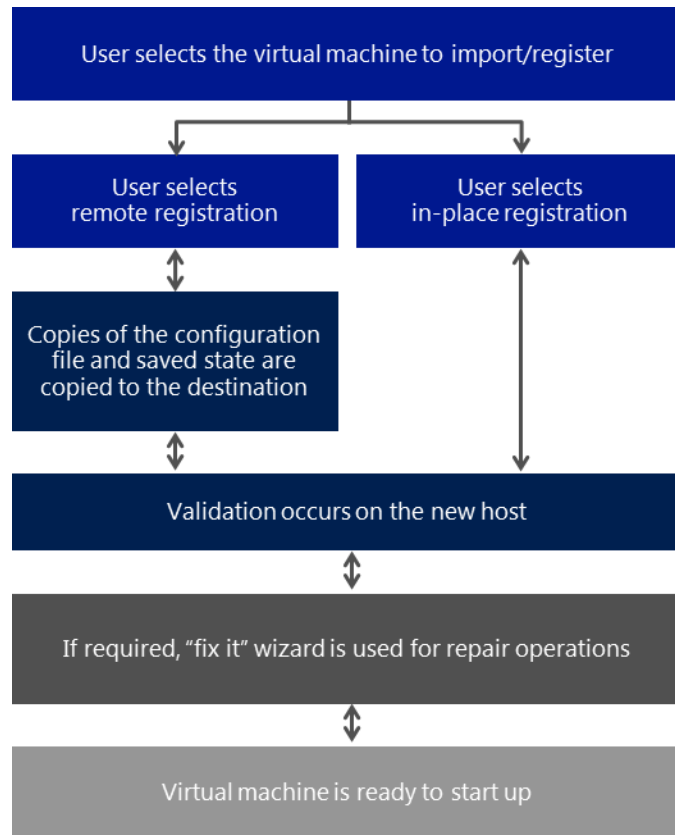 User selects the virtual machine to import/register
User selects
remote registration
User selects
in-place registration
Copies of the configuration
file and saved state are
copied to the destination
Validation occurs on the new host
If required, “fix it” wizard is used for repair operations
Virtual machine is ready to start up